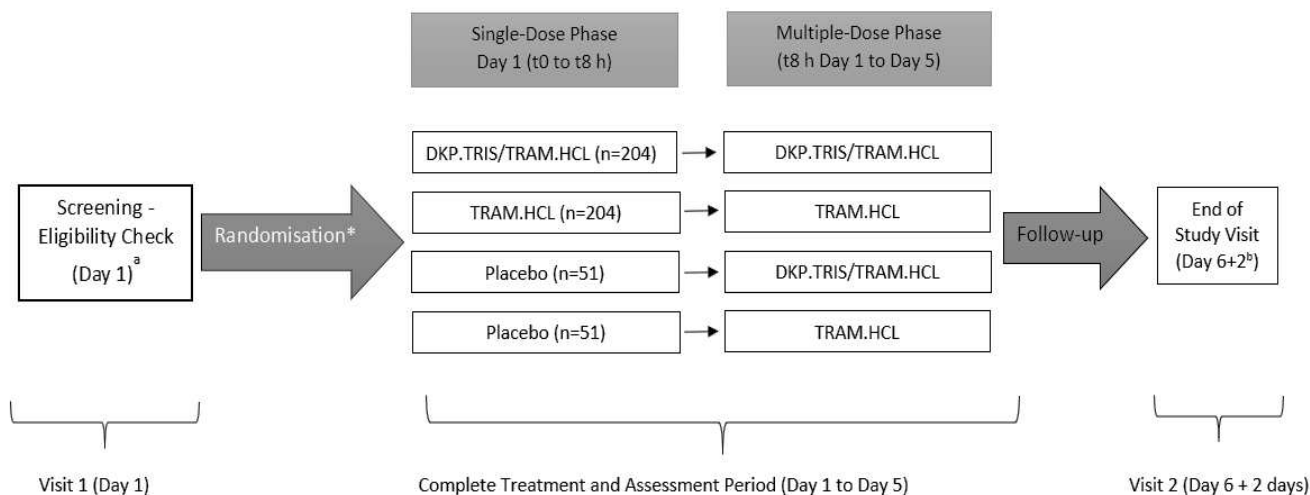 Single-Dose Phase
Day 1 (t0 to t8 h)
Multiple-Dose Phase
(t8 h Day 1 to Day 5)
Screening -
Eligibility Check
(Day 1)a
Randomisation*
DKP.TRIS/TRAM.HCL (n=204)
DKP.TRIS/TRAM.HCL
TRAM.HCL (n=204)
TRAM.HCL
Placebo (n=51)
DKP.TRIS/TRAM.HCL
Placebo (n=51)
TRAM.HCL
Follow-up
End of
Study Visit
(Day 6+2b)
Visit 1 (Day 1)
Complete Treatment and Assessment Period (Day 1 to Day 5)
Visit 2 (Day 6 + 2 days)